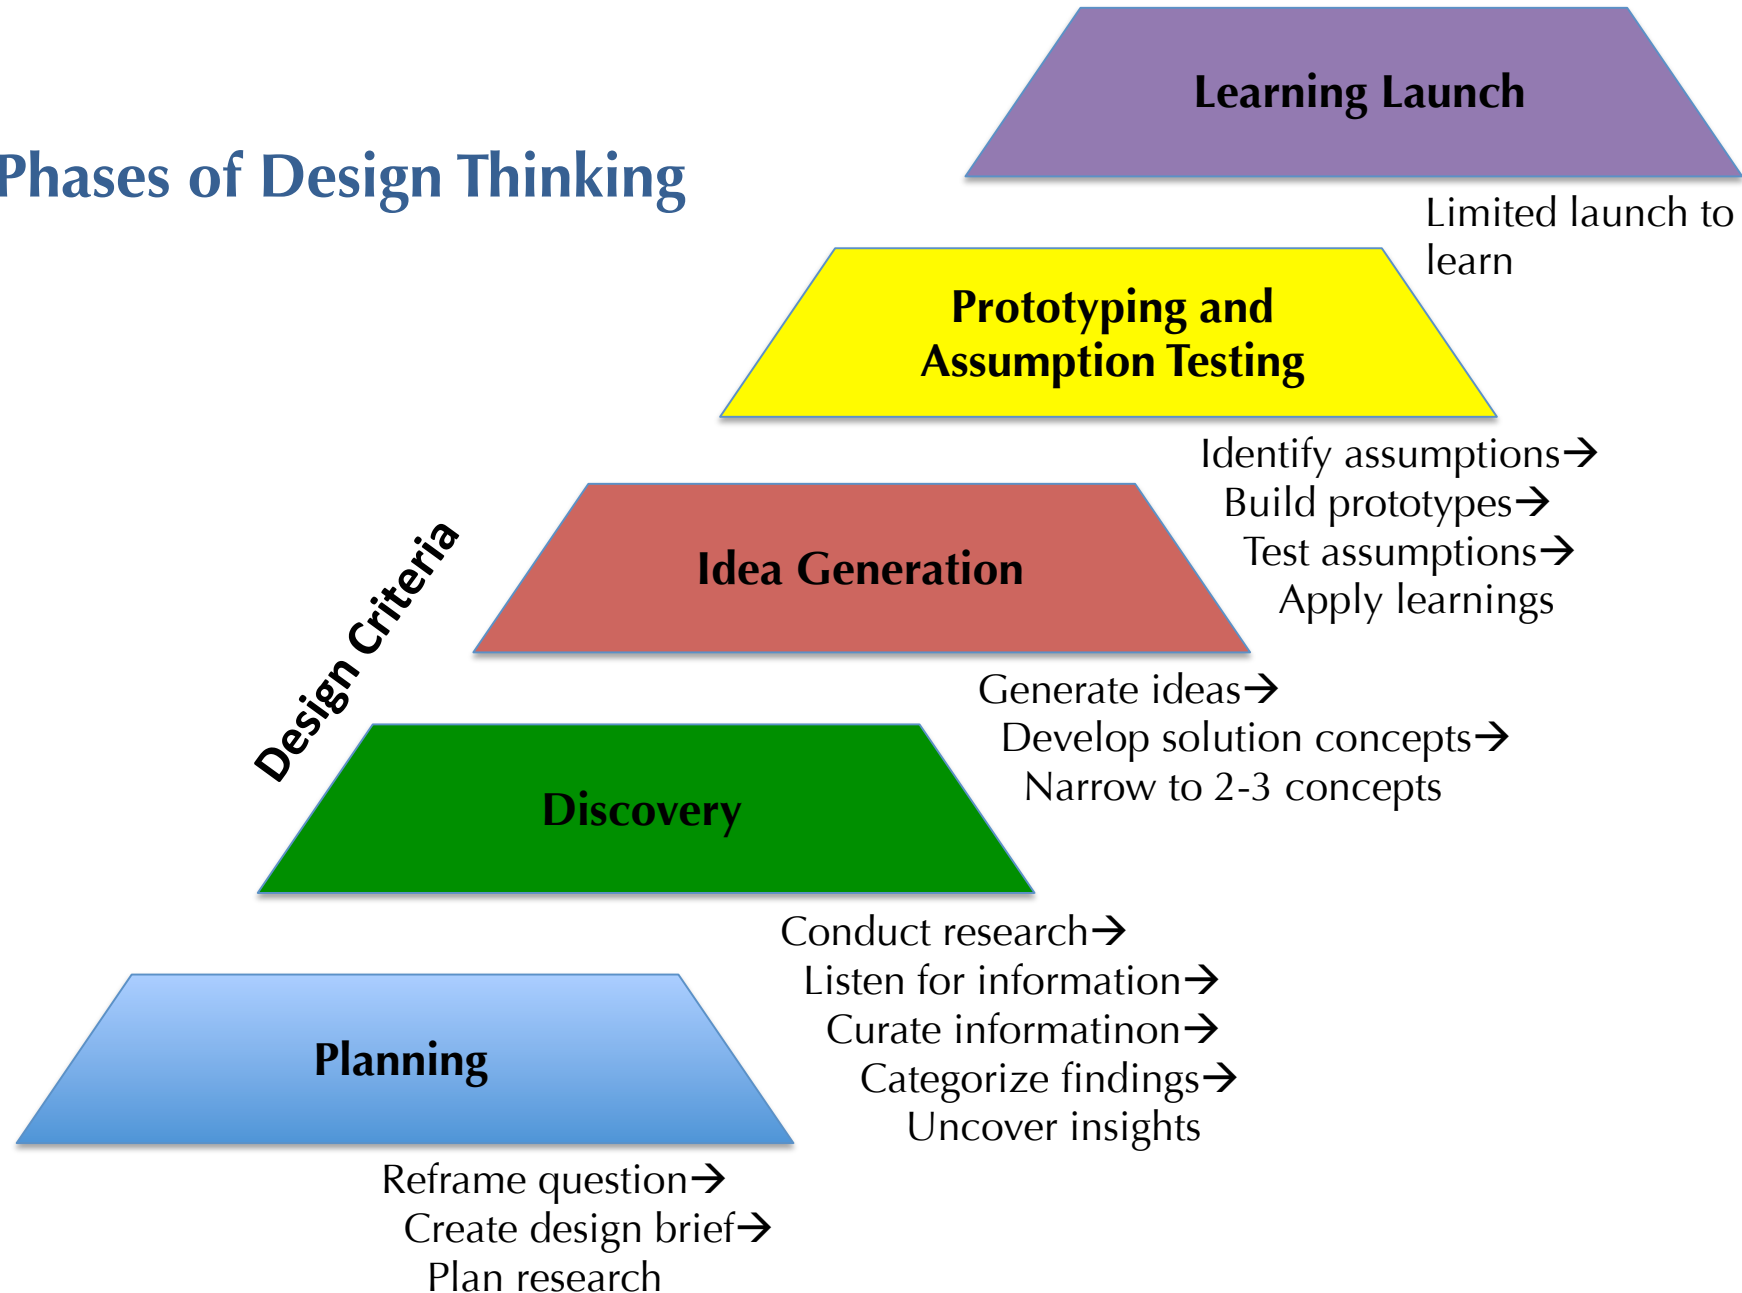 Learning Launch
Phases of Design Thinking
Limited launch to
learn
Prototyping and
Assumption Testing
Identify assumptions→
Build prototypes→
Test assumptions→
Apply learnings
Idea Generation
Design Criteria
Generate ideas→
Develop solution concepts→
Narrow to 2-3 concepts
Discovery
Conduct research→
Listen for information→
Curate informatinon→
Categorize findings→
Uncover insights
Planning
Reframe question→
Create design brief→
Plan research